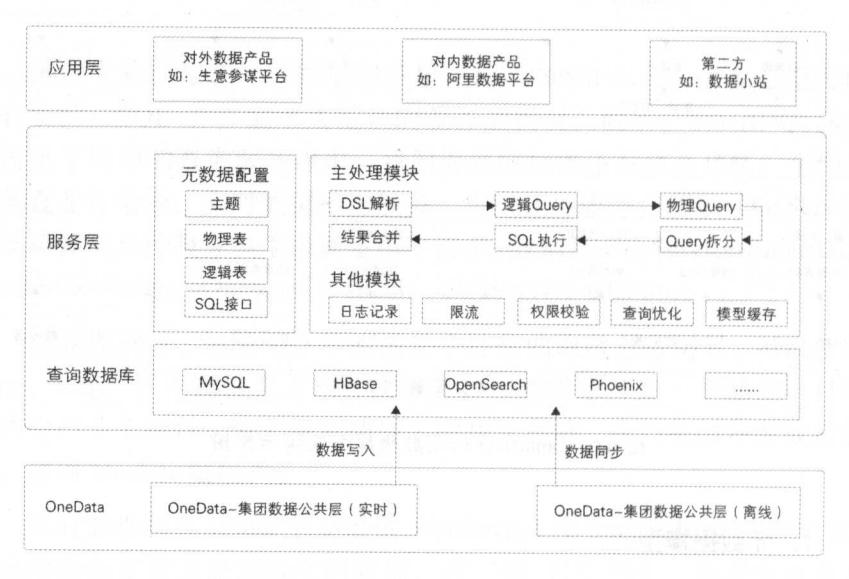 应用层
对外数据产品
如：生意参谋平台
对内数据产品
如：阿里数据平台
第二方
如：数据小站
服务层
元数据配置
主题
物理表
逻辑表
SQL接口
主处理模块
DSL解析
逻辑Query
物理Query
结果合并
SQL执行
Query拆分
其他模块
日志记录
限流
权限校验
查询优化
模型缓存
查询数据库
MySQL
HBase
OpenSearch
Phoenix
......
数据写入
数据同步
OneData
OneData-集团数据公共层（实时）
OneData-集团数据公共层（离线）